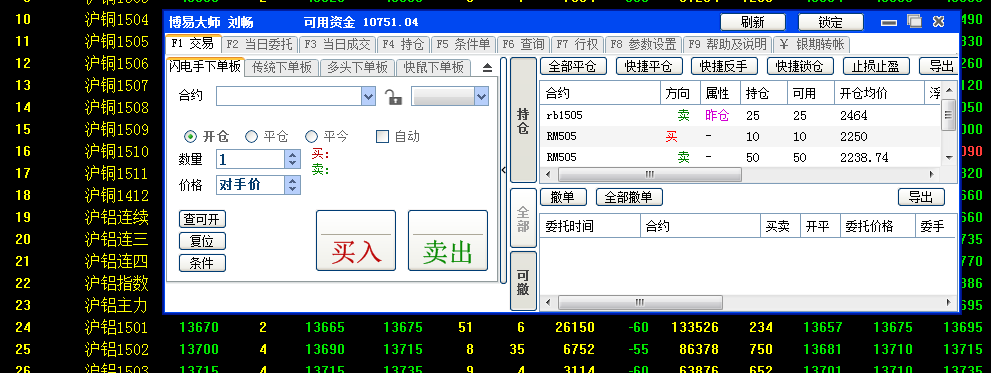 10 沪铜1504
11 沪铜1505
12 沪铜1506
13 沪铜1507
14 沪铜1508
15 沪铜1509
16 沪铜1510
17 沪铜1511
18 沪铜1412
19 沪铝连续
20 沪铝连三
21 沪铝连四
22 沪铝指数
23 沪铝主力
博易大师 刘畅 可用资金 10751.04 刷新 锁定
F1 交易 F2 当日委托 F3 当日成交 F4 持仓 F5 条件单 F6 查询 F7 行权 F8 参数设置 F9 帮助及说明 ¥ 银期转帐
闪电手下单板 传统下单板 多头下单板 快鼠下单板
合约
开仓 平仓 平今 自动
数量 1 买:
卖:
价格 对手价
查可开
复位
条件
买入 卖出
持仓
全部
可撤
全部平仓 快捷平仓 快捷反手 快捷锁仓 止损止盈 导出
合约 方向 属性 持仓 可用 开仓均价 浮
rb1505 卖 昨仓 25 25 2464
RM505 买 - 10 10 2250
RM505 卖 - 50 50 2238.74
撤单 全部撤单 导出
委托时间 合约 买卖 开平 委托价格 委手
490
330
260
120
050
000
090
320
660
735
770
386
695
24 沪铝1501 13670 2 13665 13675 51 6 26150 -60 133526 234 13657 13675 13695
25 沪铝1502 13700 4 13690 13715 8 35 6752 -55 86378 750 13681 13710 13715
26 沪铝1503 13715 4 13705 13735 9 4 3114 -60 63876 652 13701 13715 13735